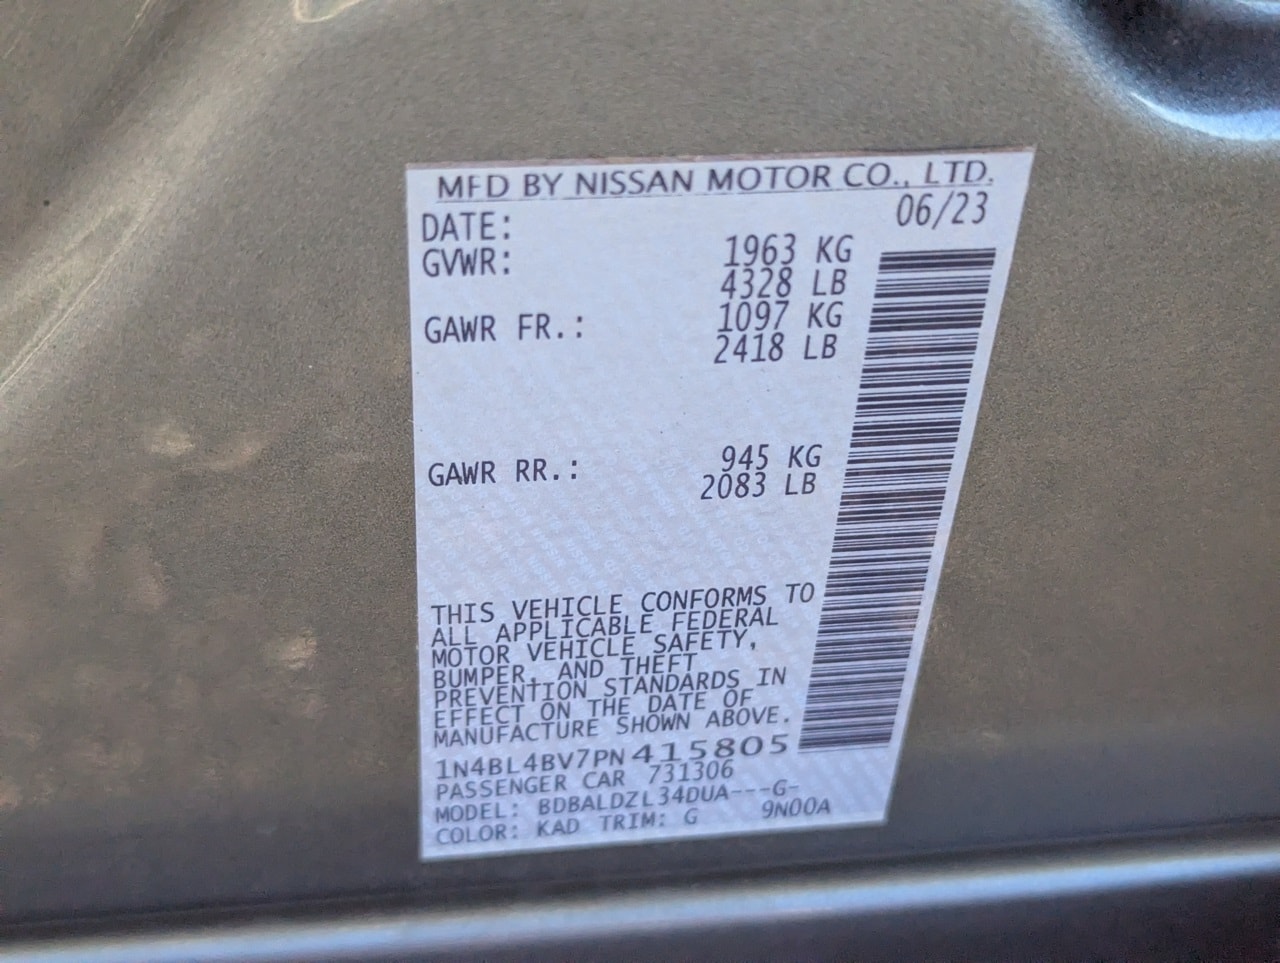 MFD BY NISSAN MOTOR CO., LTD.
DATE: 06/23
GVWR: 1963 KG
4328 LB
GAWR FR.: 1097 KG
2418 LB
GAWR RR.: 945 KG
2083 LB
THIS VEHICLE CONFORMS TO
ALL APPLICABLE FEDERAL
MOTOR VEHICLE SAFETY,
BUMPER, AND THEFT
PREVENTION STANDARDS IN
EFFECT ON THE DATE OF
MANUFACTURE SHOWN ABOVE.
1N4BL4BV7PN415805
PASSENGER CAR 731306
MODEL: BDBALDZL34DUA---G-
COLOR: KAD TRIM: G 9N00A